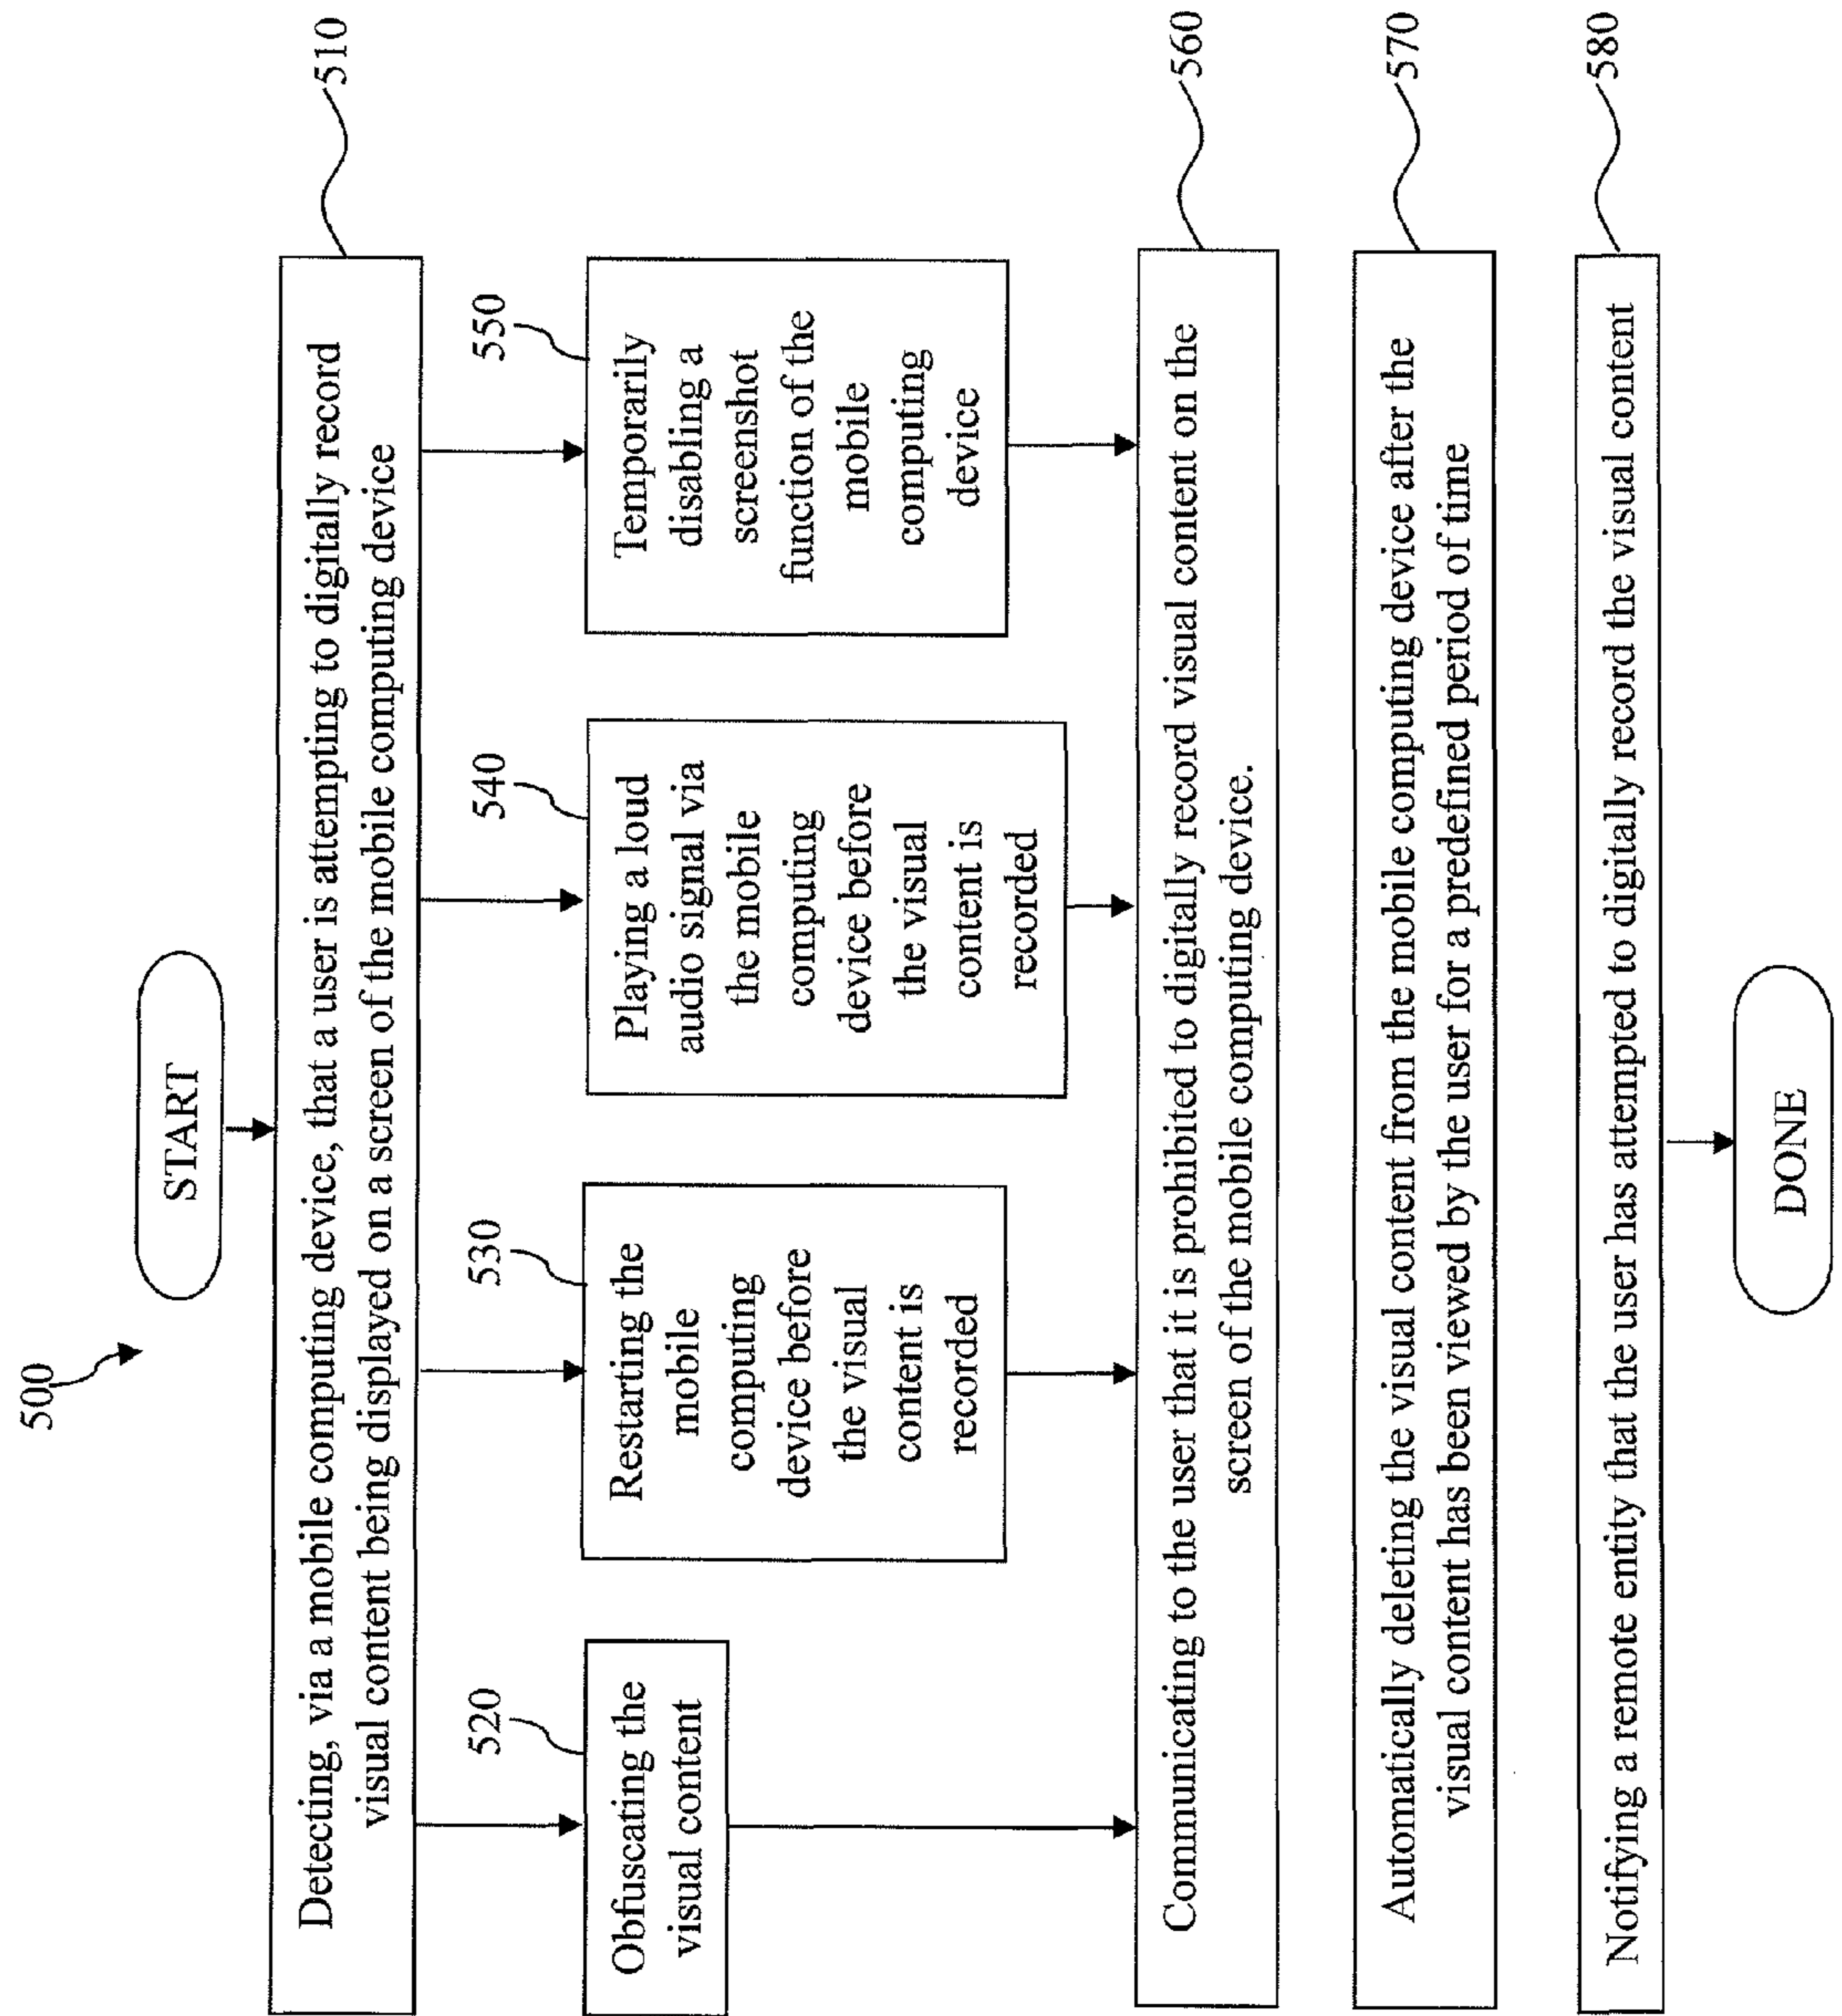 500
START
Detecting, via a mobile computing device, that a user is attempting to digitally record
visual content being displayed on a screen of the mobile computing device
510
520
Obfuscating the
visual content
530
Restarting the
mobile
computing
device before
the visual
content is
recorded
540
Playing a loud
audio signal via
the mobile
computing
device before
the visual
content is
recorded
550
Temporarily
disabling a
screenshot
function of the
mobile
computing
device
Communicating to the user that it is prohibited to digitally record visual content on the
screen of the mobile computing device.
560
Automatically deleting the visual content from the mobile computing device after the
visual content has been viewed by the user for a predefined period of time
570
Notifying a remote entity that the user has attempted to digitally record the visual content
580
DONE